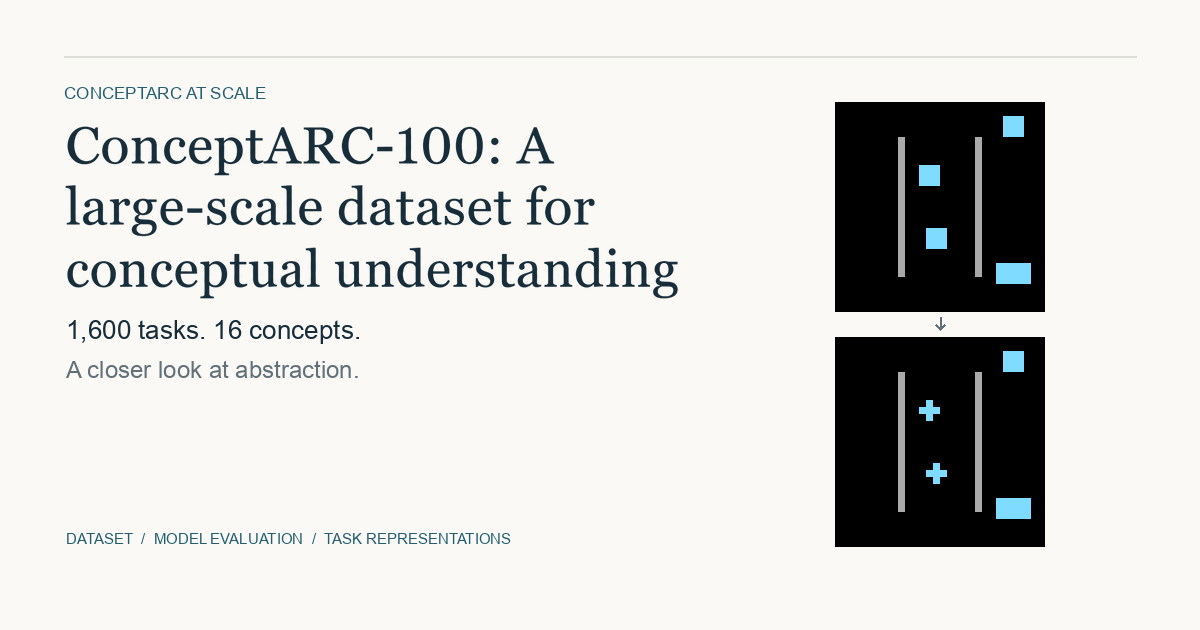 CONCEPTARC AT SCALE
ConceptARC-100: A
large-scale dataset for
conceptual understanding
1,600 tasks. 16 concepts.
A closer look at abstraction.
DATASET / MODEL EVALUATION / TASK REPRESENTATIONS